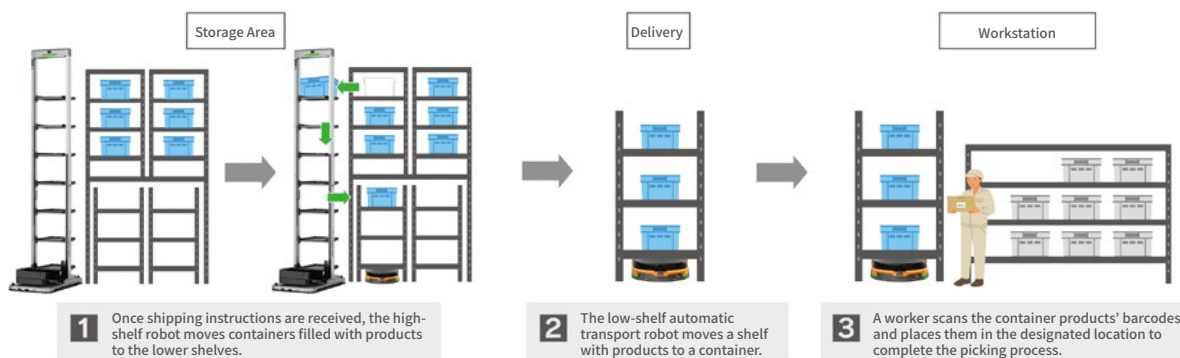 Storage Area
Delivery
Workstation
1
Once shipping instructions are received, the high-
shelf robot moves containers filled with products
to the lower shelves.
2
The low-shelf automatic
transport robot moves a shelf
with products to a container.
3
A worker scans the container products’ barcodes
and places them in the designated location to
complete the picking process.